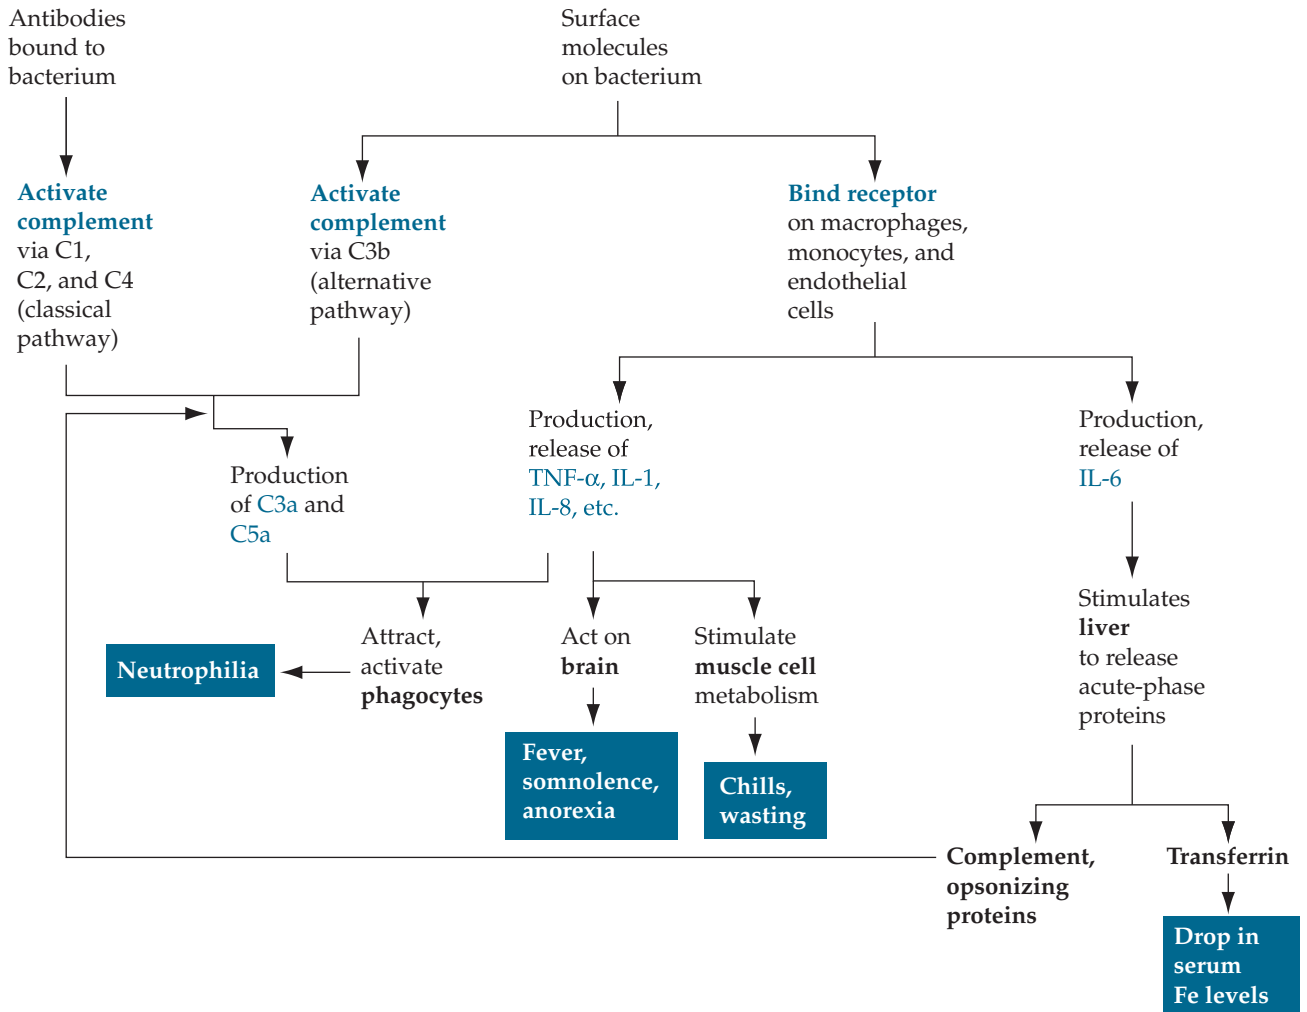 Antibodies
bound to
bacterium
Surface
molecules
on bacterium
Activate
complement
via C1,
C2, and C4
(classical
pathway)
Activate
complement
via C3b
(alternative
pathway)
Bind receptor
on macrophages,
monocytes, and
endothelial
cells
Production
of C3a and
C5a
Production,
release of
TNF-α, IL-1,
IL-8, etc.
Production,
release of
IL-6
Neutrophilia
Attract,
activate
phagocytes
Act on
brain
Stimulate
muscle cell
metabolism
Stimulates
liver
to release
acute-phase
proteins
Fever,
somnolence,
anorexia
Chills,
wasting
Complement,
opsonizing
proteins
Transferrin
Drop in
serum
Fe levels